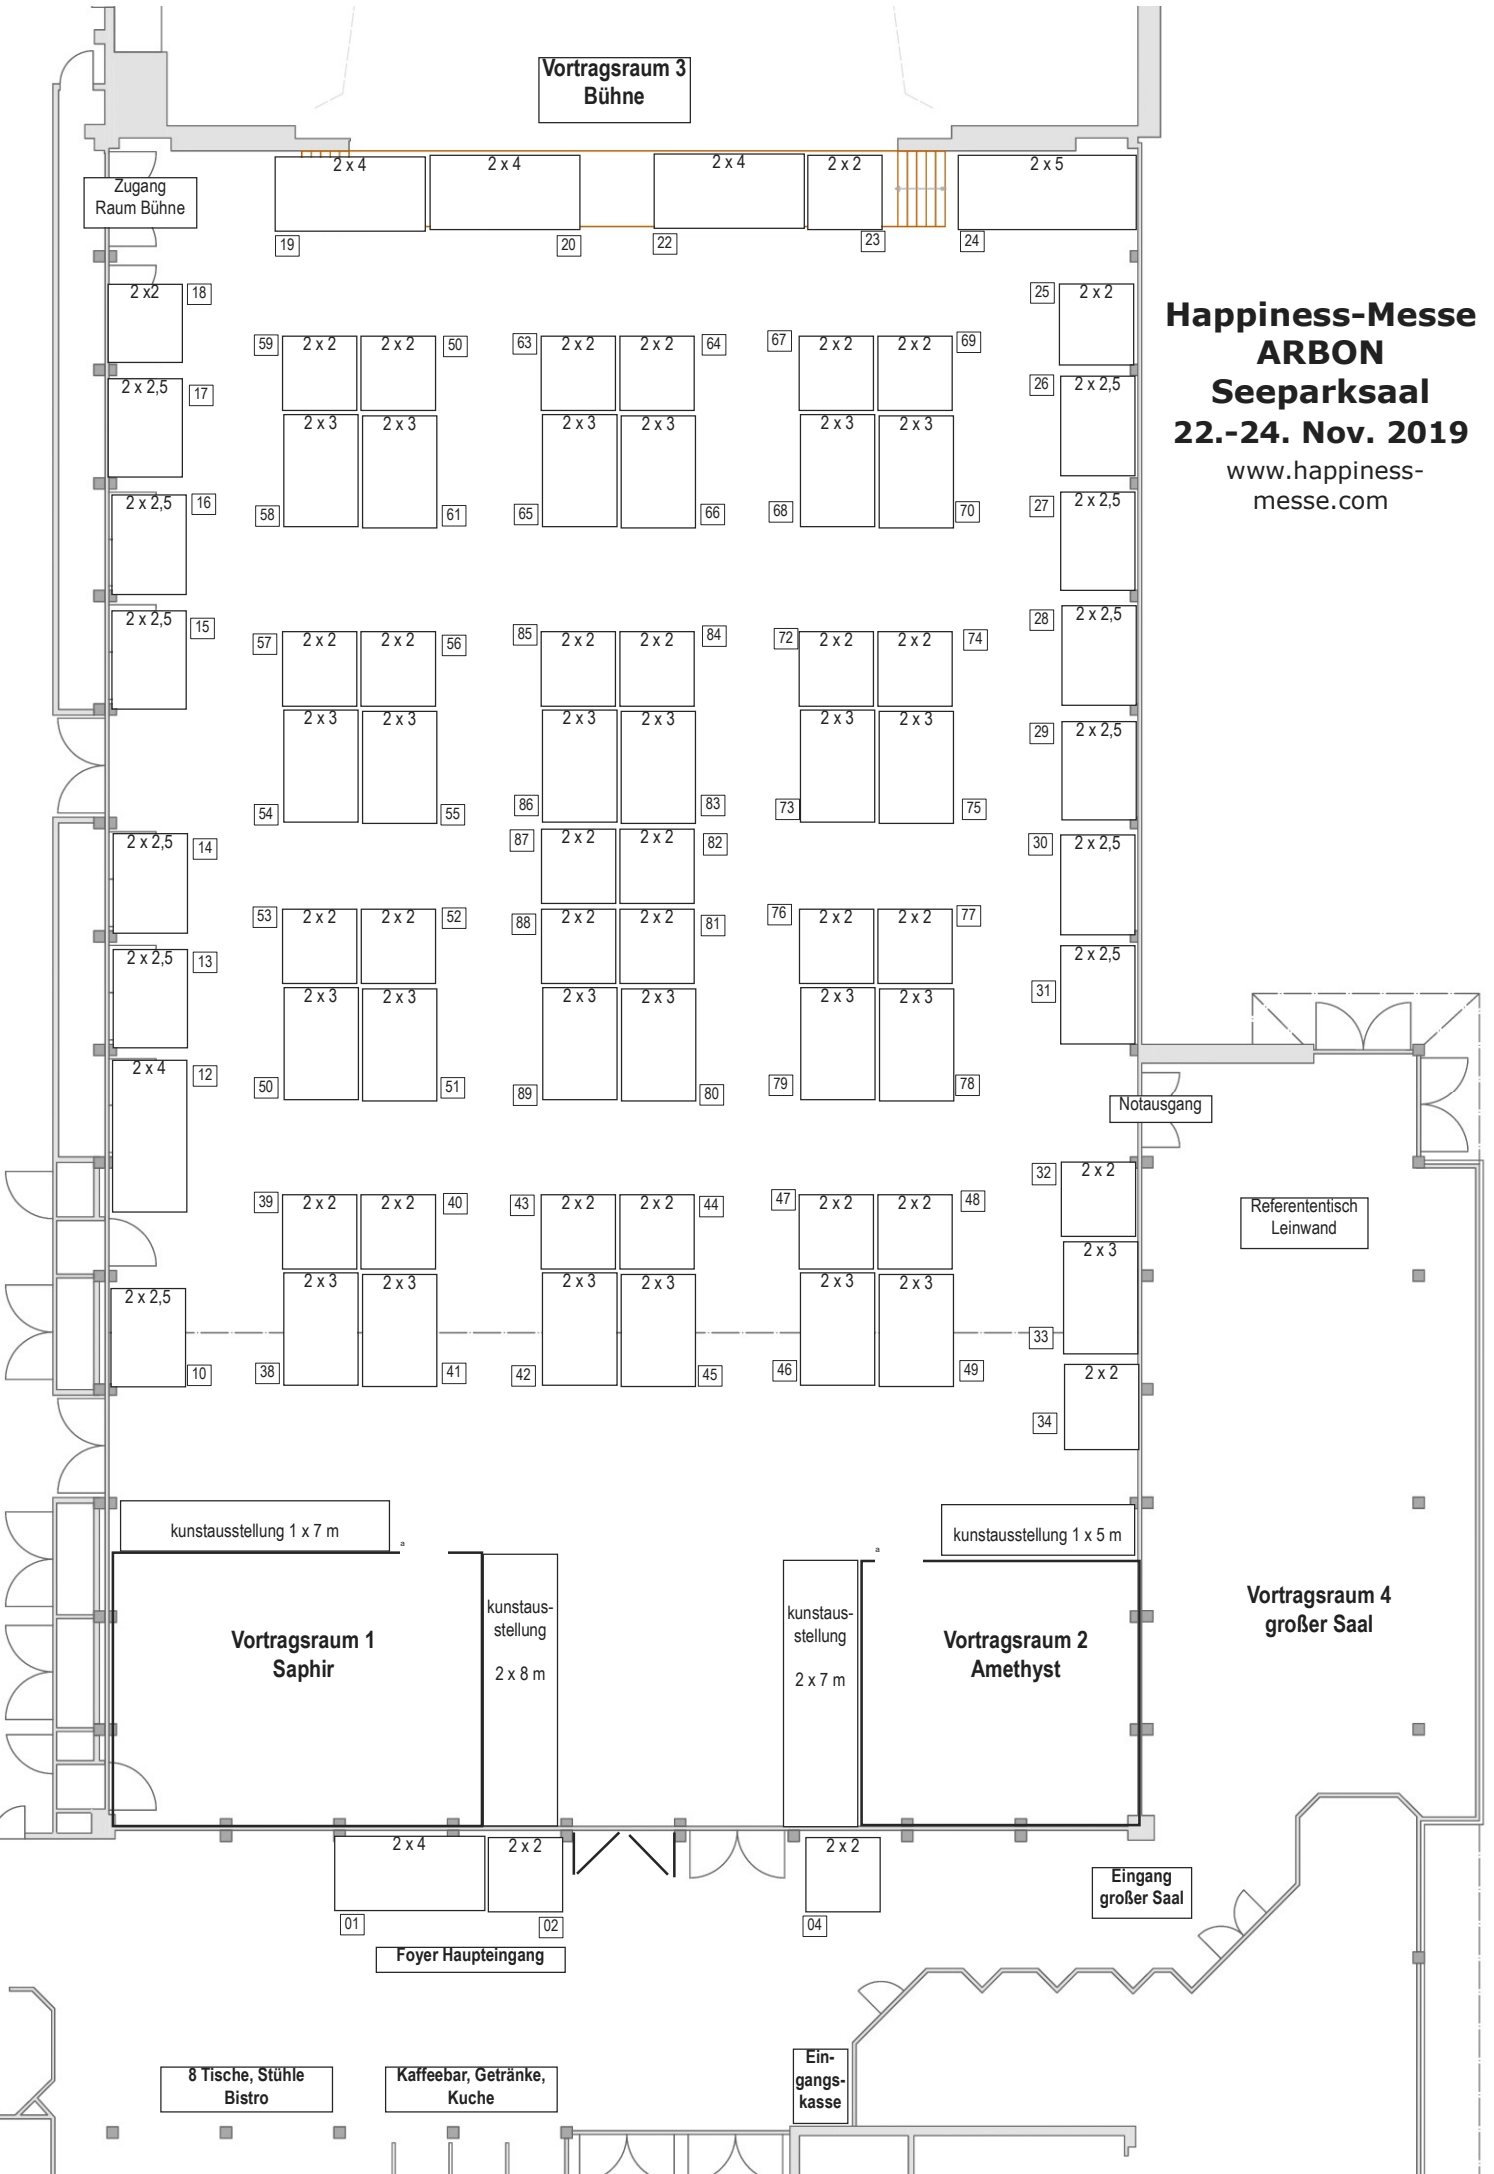 Vortragsraum 3
Bühne
2 x 4
2 x 4
2 x 4
2 x 2
2 x 5
Zugang
Raum Bühne
19
20
22
23
24
2 x2
18
25
2 x 2
Happiness-Messe
ARBON
Seeparksaal
22.-24. Nov. 2019
www.happiness-
messe.com
59
2 x 2
2 x 2
50
63
2 x 2
2 x 2
64
67
2 x 2
2 x 2
69
2 x 2,5
17
26
2 x 2,5
2 x 3
2 x 3
2 x 3
2 x 3
2 x 3
2 x 3
58
61
65
66
68
70
2 x 2,5
16
27
2 x 2,5
2 x 2,5
15
28
2 x 2,5
57
2 x 2
2 x 2
56
85
2 x 2
2 x 2
84
72
2 x 2
2 x 2
74
2 x 3
2 x 3
2 x 3
2 x 3
2 x 3
2 x 3
29
2 x 2,5
54
55
86
83
73
75
2 x 2,5
14
87
2 x 2
2 x 2
82
30
2 x 2,5
53
2 x 2
2 x 2
52
88
2 x 2
2 x 2
81
76
2 x 2
2 x 2
77
2 x 2,5
13
2 x 2,5
31
2 x 3
2 x 3
2 x 3
2 x 3
2 x 3
2 x 3
50
51
89
80
79
78
2 x 4
12
Notausgang
32
2 x 2
39
2 x 2
2 x 2
40
43
2 x 2
2 x 2
44
47
2 x 2
2 x 2
48
Referententisch
Leinwand
2 x 3
33
2 x 3
2 x 3
2 x 3
2 x 3
2 x 3
2 x 3
2 x 2,5
10
38
41
42
45
46
49
2 x 2
34
kunstausstellung 1 x 7 m
a
a
kunstausstellung 1 x 5 m
Vortragsraum 1
Saphir
kunstaus-
stellung
2 x 8 m
kunstaus-
stellung
2 x 7 m
Vortragsraum 2
Amethyst
Vortragsraum 4
großer Saal
2 x 4
2 x 2
2 x 2
01
02
04
Eingang
großer Saal
Foyer Haupteingang
8 Tische, Stühle
Bistro
Kaffeebar, Getränke,
Kuche
Ein-
gangs-
kasse